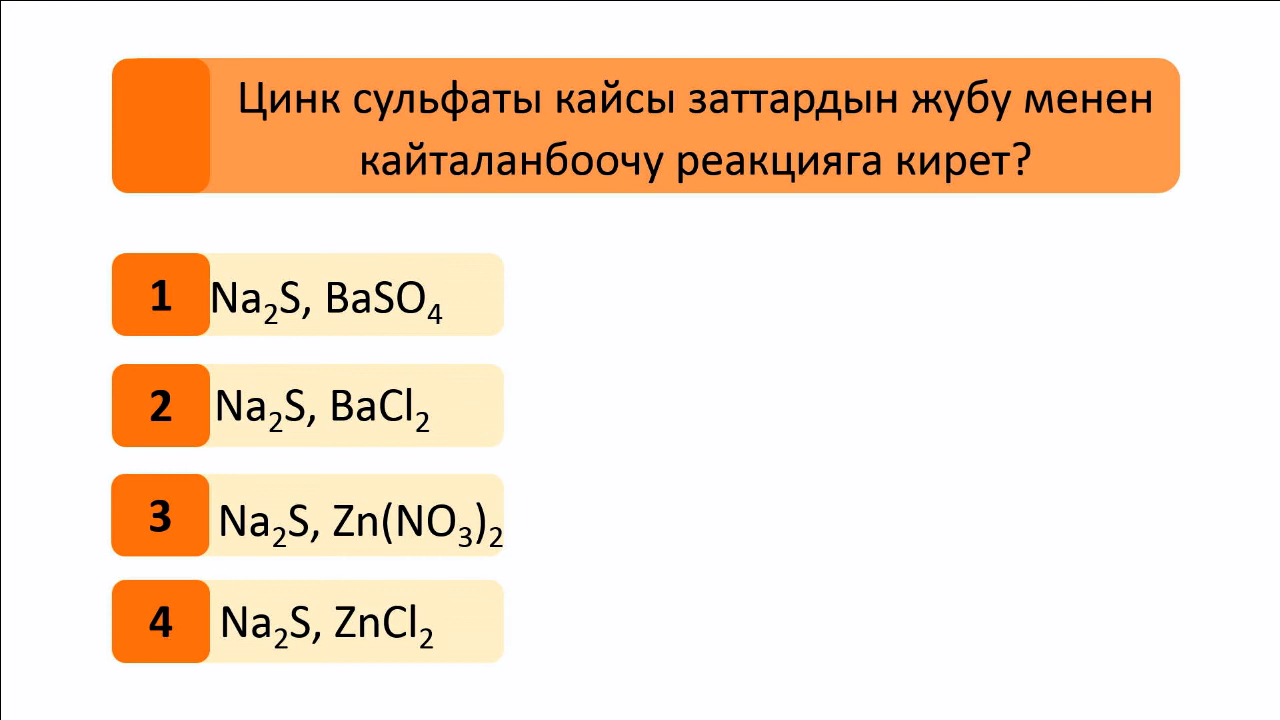 Цинк сульфаты кайсы заттардын жубу менен
кайталанбоочу реакцияга кирет?
1 Na₂S, BaSO₄
2 Na₂S, BaCl₂
3 Na₂S, Zn(NO₃)₂
4 Na₂S, ZnCl₂